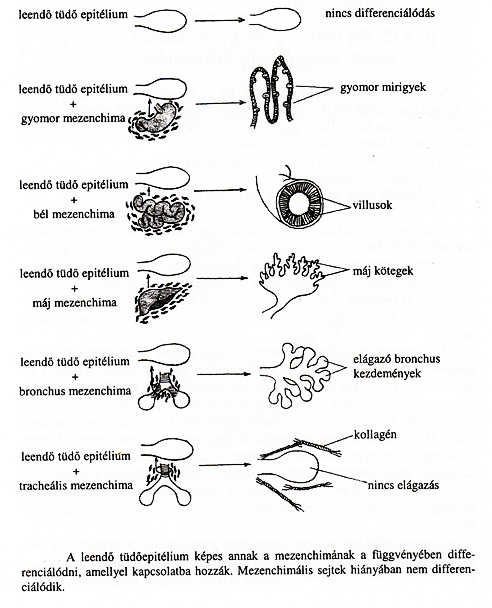 leendő tüdő epitélium
nincs differenciálódás
leendő tüdő epitélium
+
gyomor mezenchima
gyomor mirigyek
leendő tüdő epitélium
+
bél mezenchima
villusok
leendő tüdő epitélium
+
máj mezenchima
máj kötegek
leendő tüdő epitélium
+
bronchus mezenchima
elágazó bronchus
kezdemények
leendő tüdő epitélium
+
tracheális mezenchima
kollagén
nincs elágazás
A leendő tüdőepitélium képes annak a mezenchimának a függvényében diffe-
renciálódni, amellyel kapcsolatba hozzák. Mezenchimális sejtek hiányában nem differen-
ciálódik.